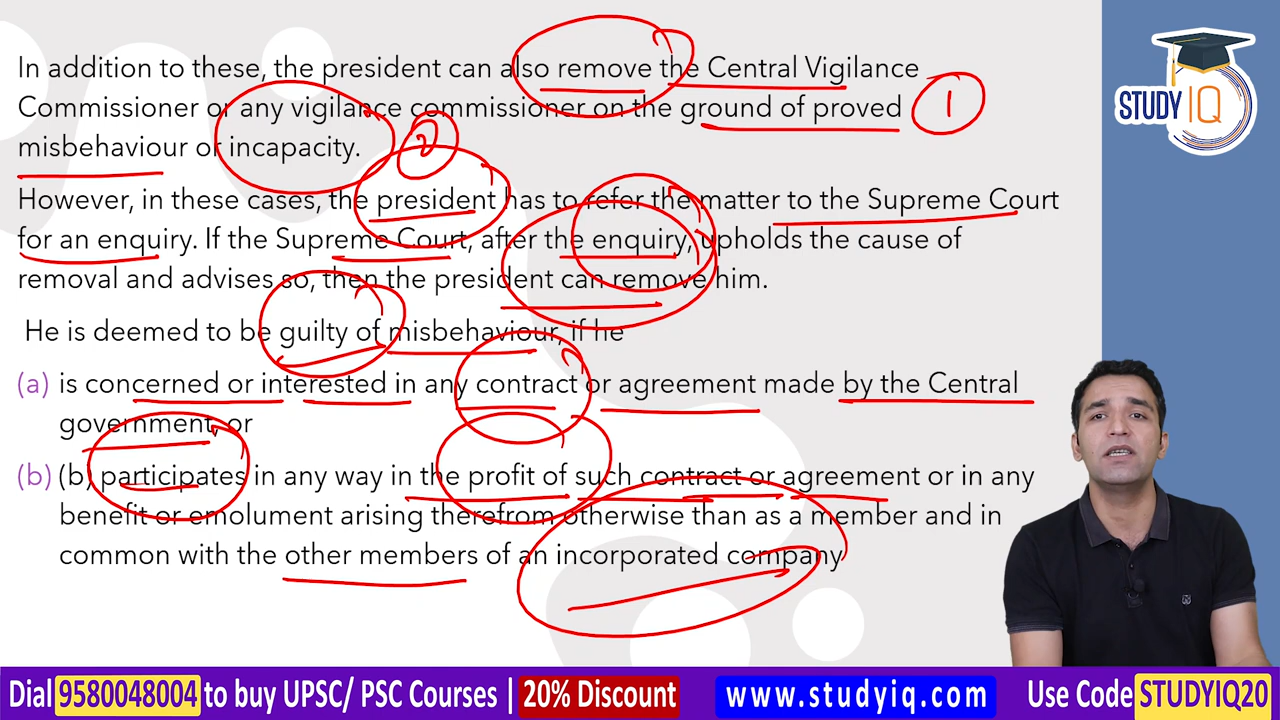 In addition to these, the president can also remove the Central Vigilance
Commissioner or any vigilance commissioner on the ground of proved 1
misbehaviour or incapacity. 2
However, in these cases, the president has to refer the matter to the Supreme Court
for an enquiry. If the Supreme Court, after the enquiry, upholds the cause of
removal and advises so, then the president can remove him.
He is deemed to be guilty of misbehaviour, if he
(a) is concerned or interested in any contract or agreement made by the Central
government, or
(b) (b) participates in any way in the profit of such contract or agreement or in any
benefit or emolument arising therefrom otherwise than as a member and in
common with the other members of an incorporated company
STUDY IQ
Dial 9580048004 to buy UPSC/ PSC Courses | 20% Discount www.studyiq.com Use Code STUDYIQ20